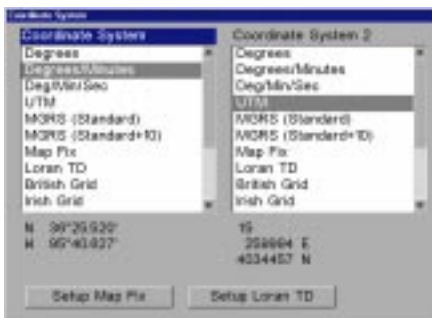 Coordinate System
Coordinate System
Degrees
Degrees/Minutes
Deg/Min/Sec
UTM
MGRS (Standard)
MGRS (Standard+10)
Map Fix
Loran TD
British Grid
Irish Grid
N 36°25.520'
W 95°40.827'
Coordinate System 2
Degrees
Degrees/Minutes
Deg/Min/Sec
UTM
MGRS (Standard)
MGRS (Standard+10)
Map Fix
Loran TD
British Grid
Irish Grid
15
E
4034457 N
Setup Map Fix
Setup Loran TD